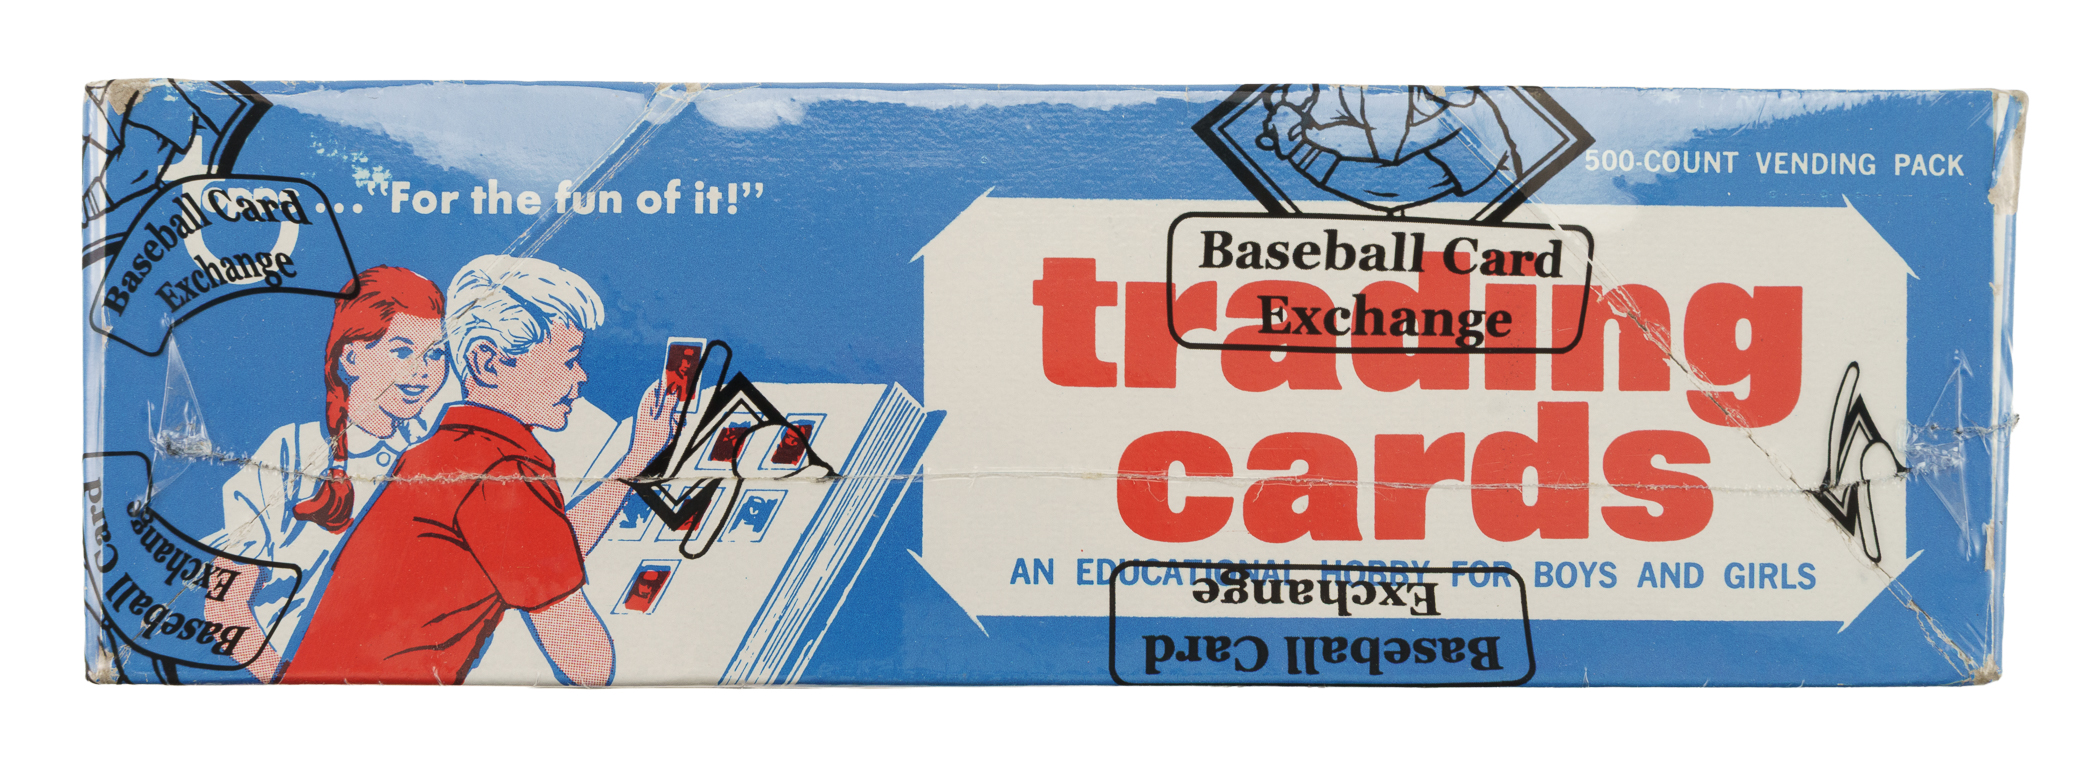 ..."For the fun of it!"
500-COUNT VENDING PACK
trading
cards
AN EDUCATIONAL HOBBY FOR BOYS AND GIRLS
Baseball Card
Exchange
Baseball Card
Exchange
Baseball Card
Exchange
Baseball Card
Exchange